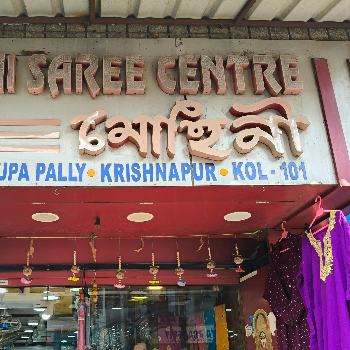 SAREE CENTRE
মোহিনী
PALLY • KRISHNAPUR • KOL - 101